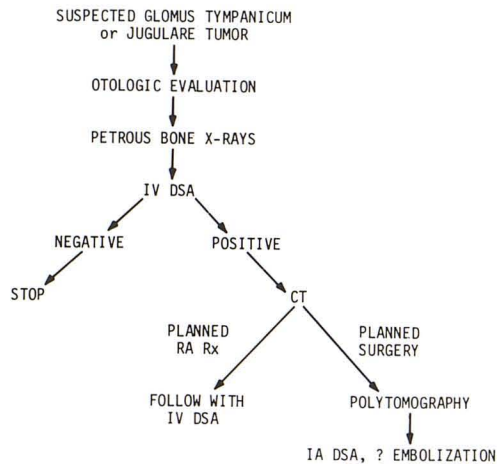 SUSPECTED GLOMUS TYMPANICUM
or JUGULARE TUMOR
OTOLOGIC EVALUATION
PETROUS BONE X-RAYS
IV DSA
NEGATIVE
POSITIVE
STOP
CT
PLANNED
RA Rx
PLANNED
SURGERY
FOLLOW WITH
IV DSA
POLYTOMOGRAPHY
IA DSA, ? EMBOLIZATION